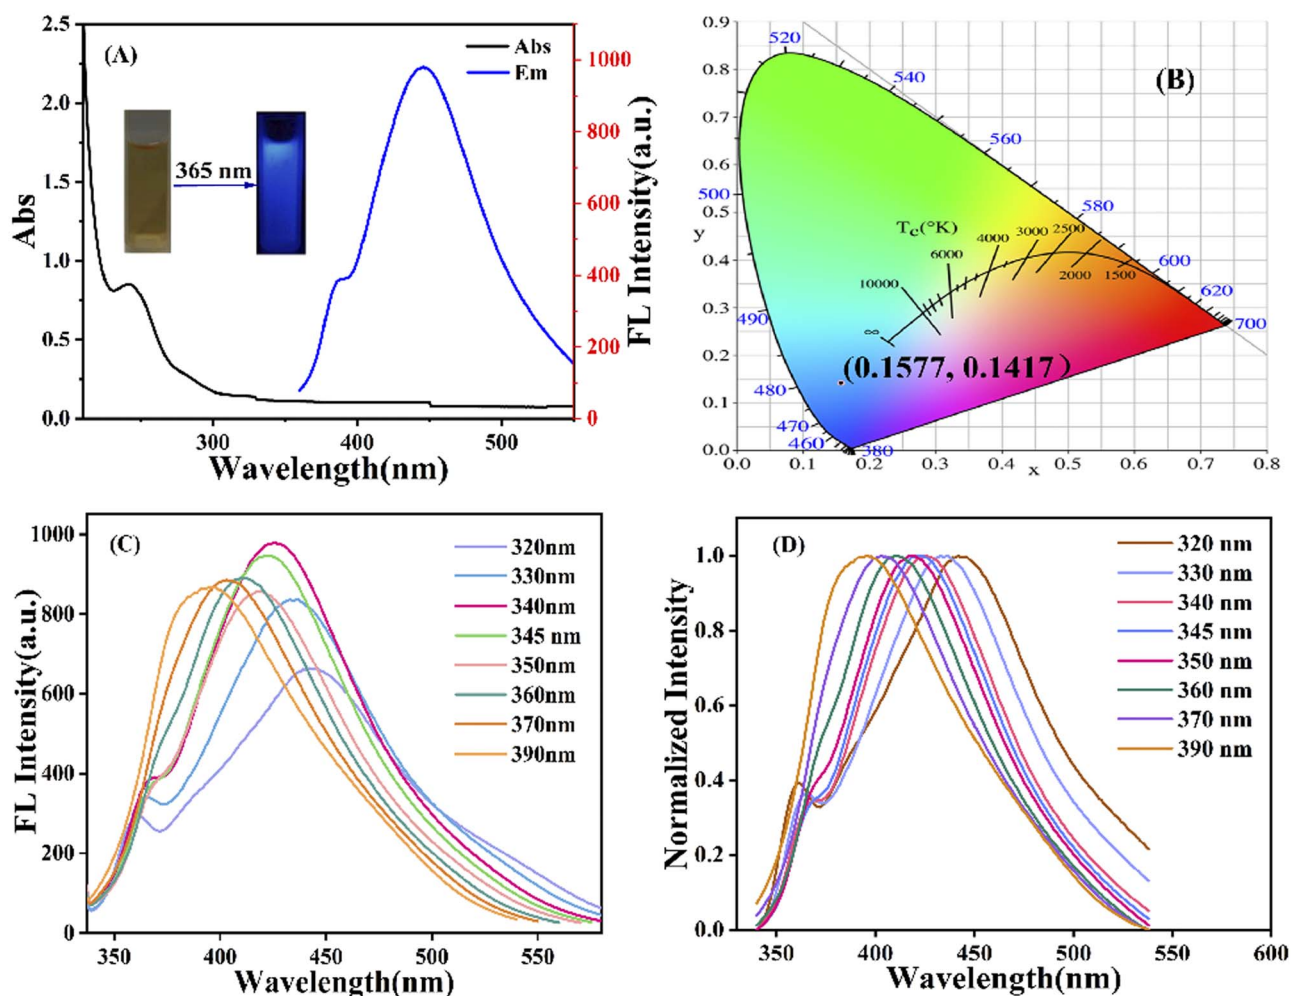 (A)
Abs
Em
365 nm
2.5
2.0
1.5
1.0
0.5
0.0
Abs
1000
800
600
400
200
0
FL Intensity(a.u.)
300
400
500
Wavelength(nm)
(B)
0.9
0.8
0.7
0.6
0.5
0.4
0.3
0.2
0.1
0.0
y
520
540
560
580
600
620
700
500
490
480
470
460
380
Tc(°K)
∞
10000
6000
4000
3000
2500
2000
1500
(0.1577, 0.1417)
0.0
0.1
0.2
0.3
0.4
0.5
0.6
0.7
0.8
x
(C)
320nm
330nm
340nm
345 nm
350nm
360nm
370nm
390nm
1000
800
600
400
200
0
FL Intensity(a.u.)
350
400
450
500
550
Wavelength(nm)
(D)
320 nm
330 nm
340 nm
345 nm
350 nm
360 nm
370 nm
390 nm
1.0
0.8
0.6
0.4
0.2
0.0
Normalized Intensity
350
400
450
500
550
600
Wavelength(nm)